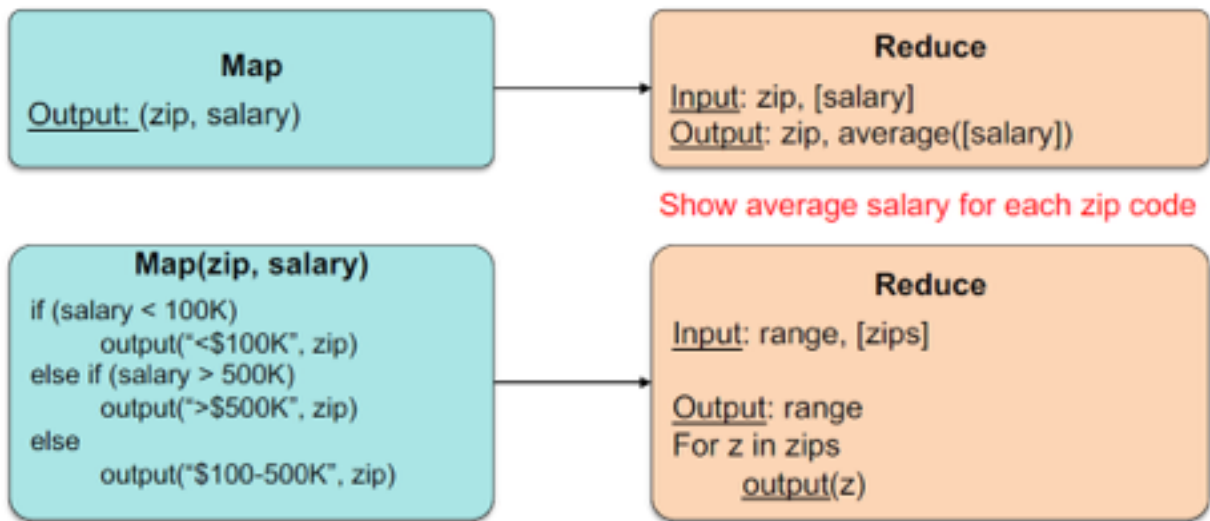 Map
Output: (zip, salary)
Reduce
Input: zip, [salary]
Output: zip, average([salary])
Show average salary for each zip code
Map(zip, salary)
if (salary < 100K)
output(“<$100K”, zip)
else if (salary > 500K)
output(“>$500K”, zip)
else
output(“$100-500K”, zip)
Reduce
Input: range, [zips]
Output: range
For z in zips
output(z)